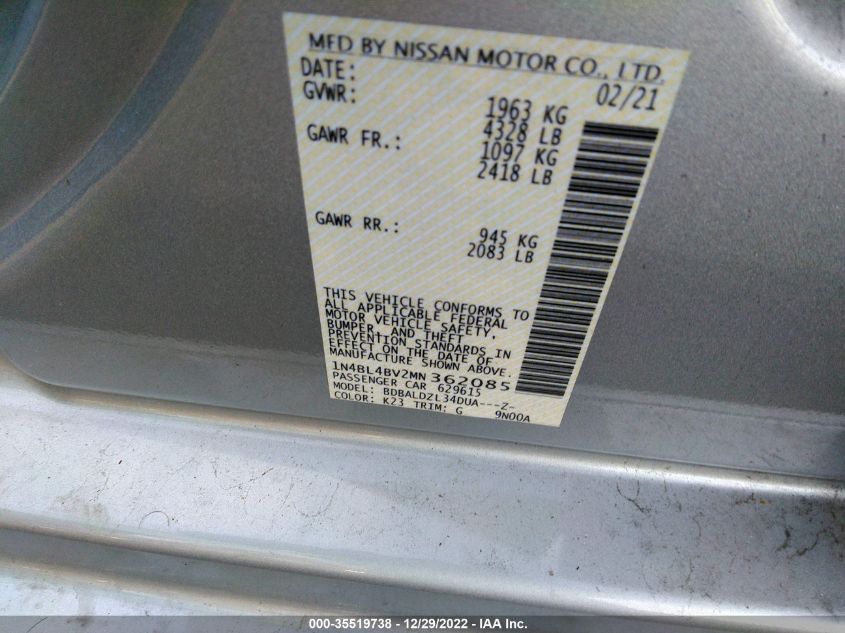 MFD BY NISSAN MOTOR CO., LTD.
DATE: 02/21
GVWR: 1963 KG
4328 LB
GAWR FR.: 1097 KG
2418 LB
GAWR RR.: 945 KG
2083 LB
THIS VEHICLE CONFORMS TO
ALL APPLICABLE FEDERAL
MOTOR VEHICLE SAFETY,
BUMPER, AND THEFT
PREVENTION STANDARDS IN
EFFECT ON THE DATE OF
MANUFACTURE SHOWN ABOVE.
1N4BL4BV2MN362085
PASSENGER CAR 629615
MODEL: BDBALDZL34DUA---Z-
COLOR: K23 TRIM: G 9N00A
000-35519738 - 12/29/2022 - IAA Inc.